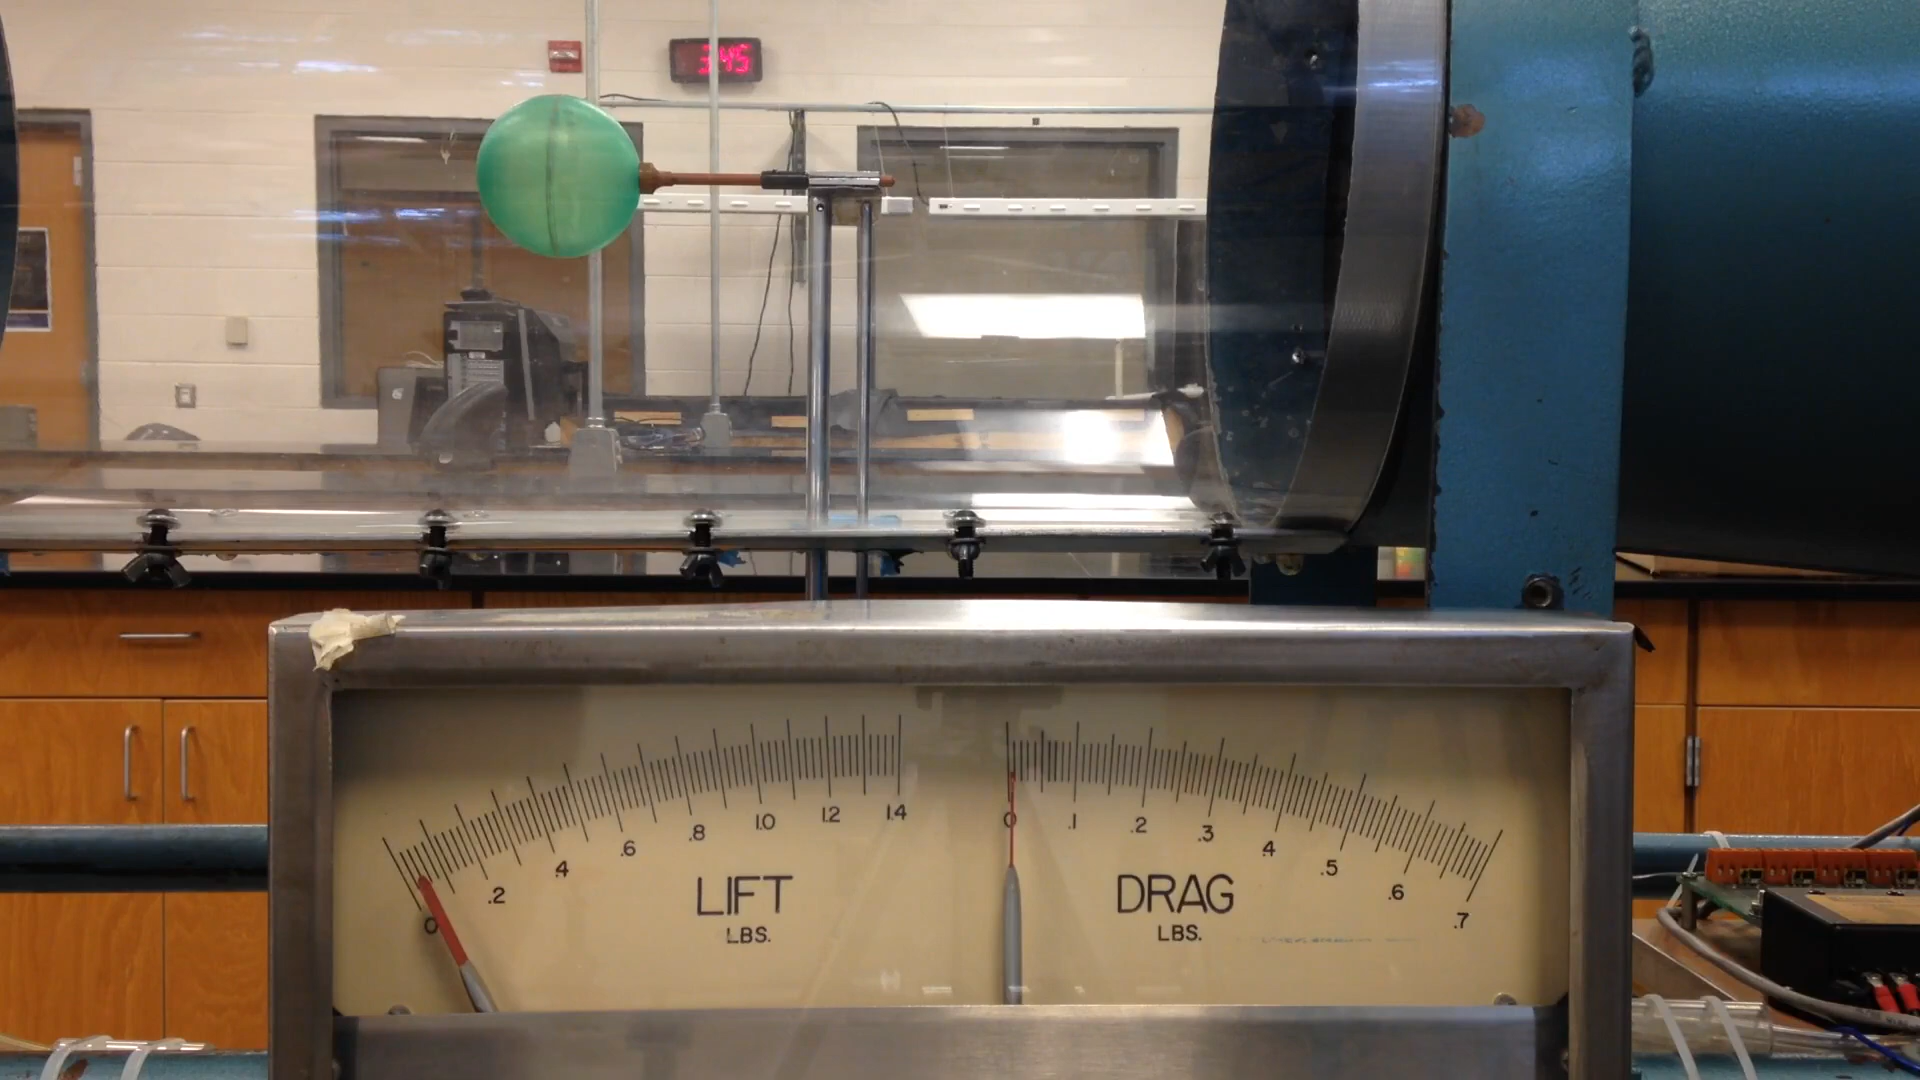 3:45
0 .2 .4 .6 .8 1.0 1.2 1.4
LIFT
LBS.
0 .1 .2 .3 .4 .5 .6 .7
DRAG
LBS.